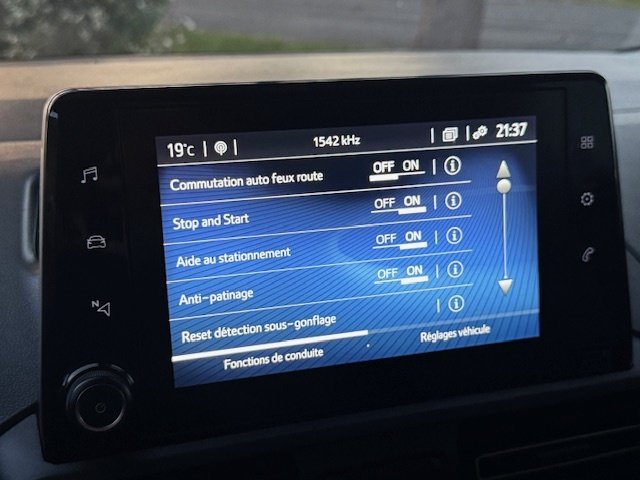 19°C
1542 kHz
21:37
Commutation auto feux route OFF ON
Stop and Start OFF ON
Aide au stationnement OFF ON
Anti-patinage OFF ON
Reset détection sous-gonflage
Fonctions de conduite Réglages véhicule
N